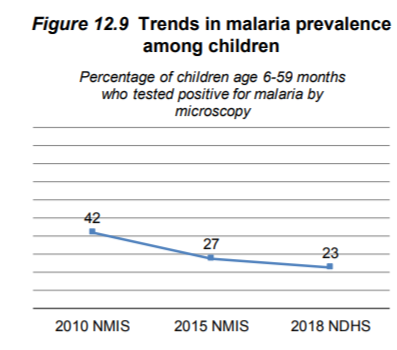 Figure 12.9 Trends in malaria prevalence
among children
Percentage of children age 6-59 months
who tested positive for malaria by
microscopy
42
27
23
2010 NMIS 2015 NMIS 2018 NDHS